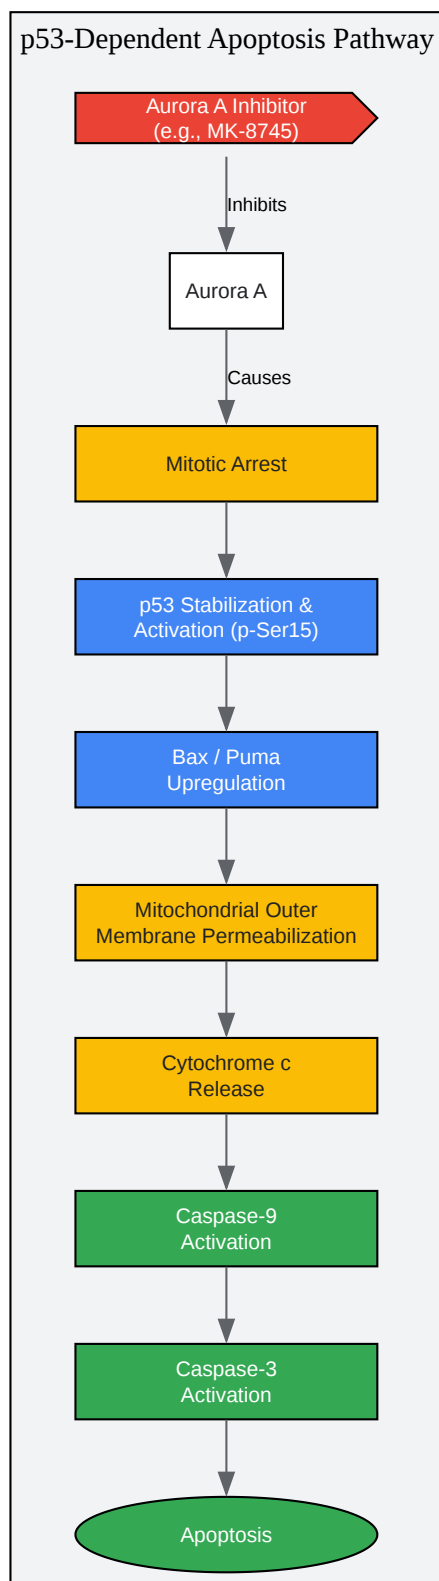 p53-Dependent Apoptosis Pathway
Aurora A Inhibitor
(e.g., MK-8745)
Inhibits
Aurora A
Causes
Mitotic Arrest
p53 Stabilization &
Activation (p-Ser15)
Bax / Puma
Upregulation
Mitochondrial Outer
Membrane Permeabilization
Cytochrome c
Release
Caspase-9
Activation
Caspase-3
Activation
Apoptosis